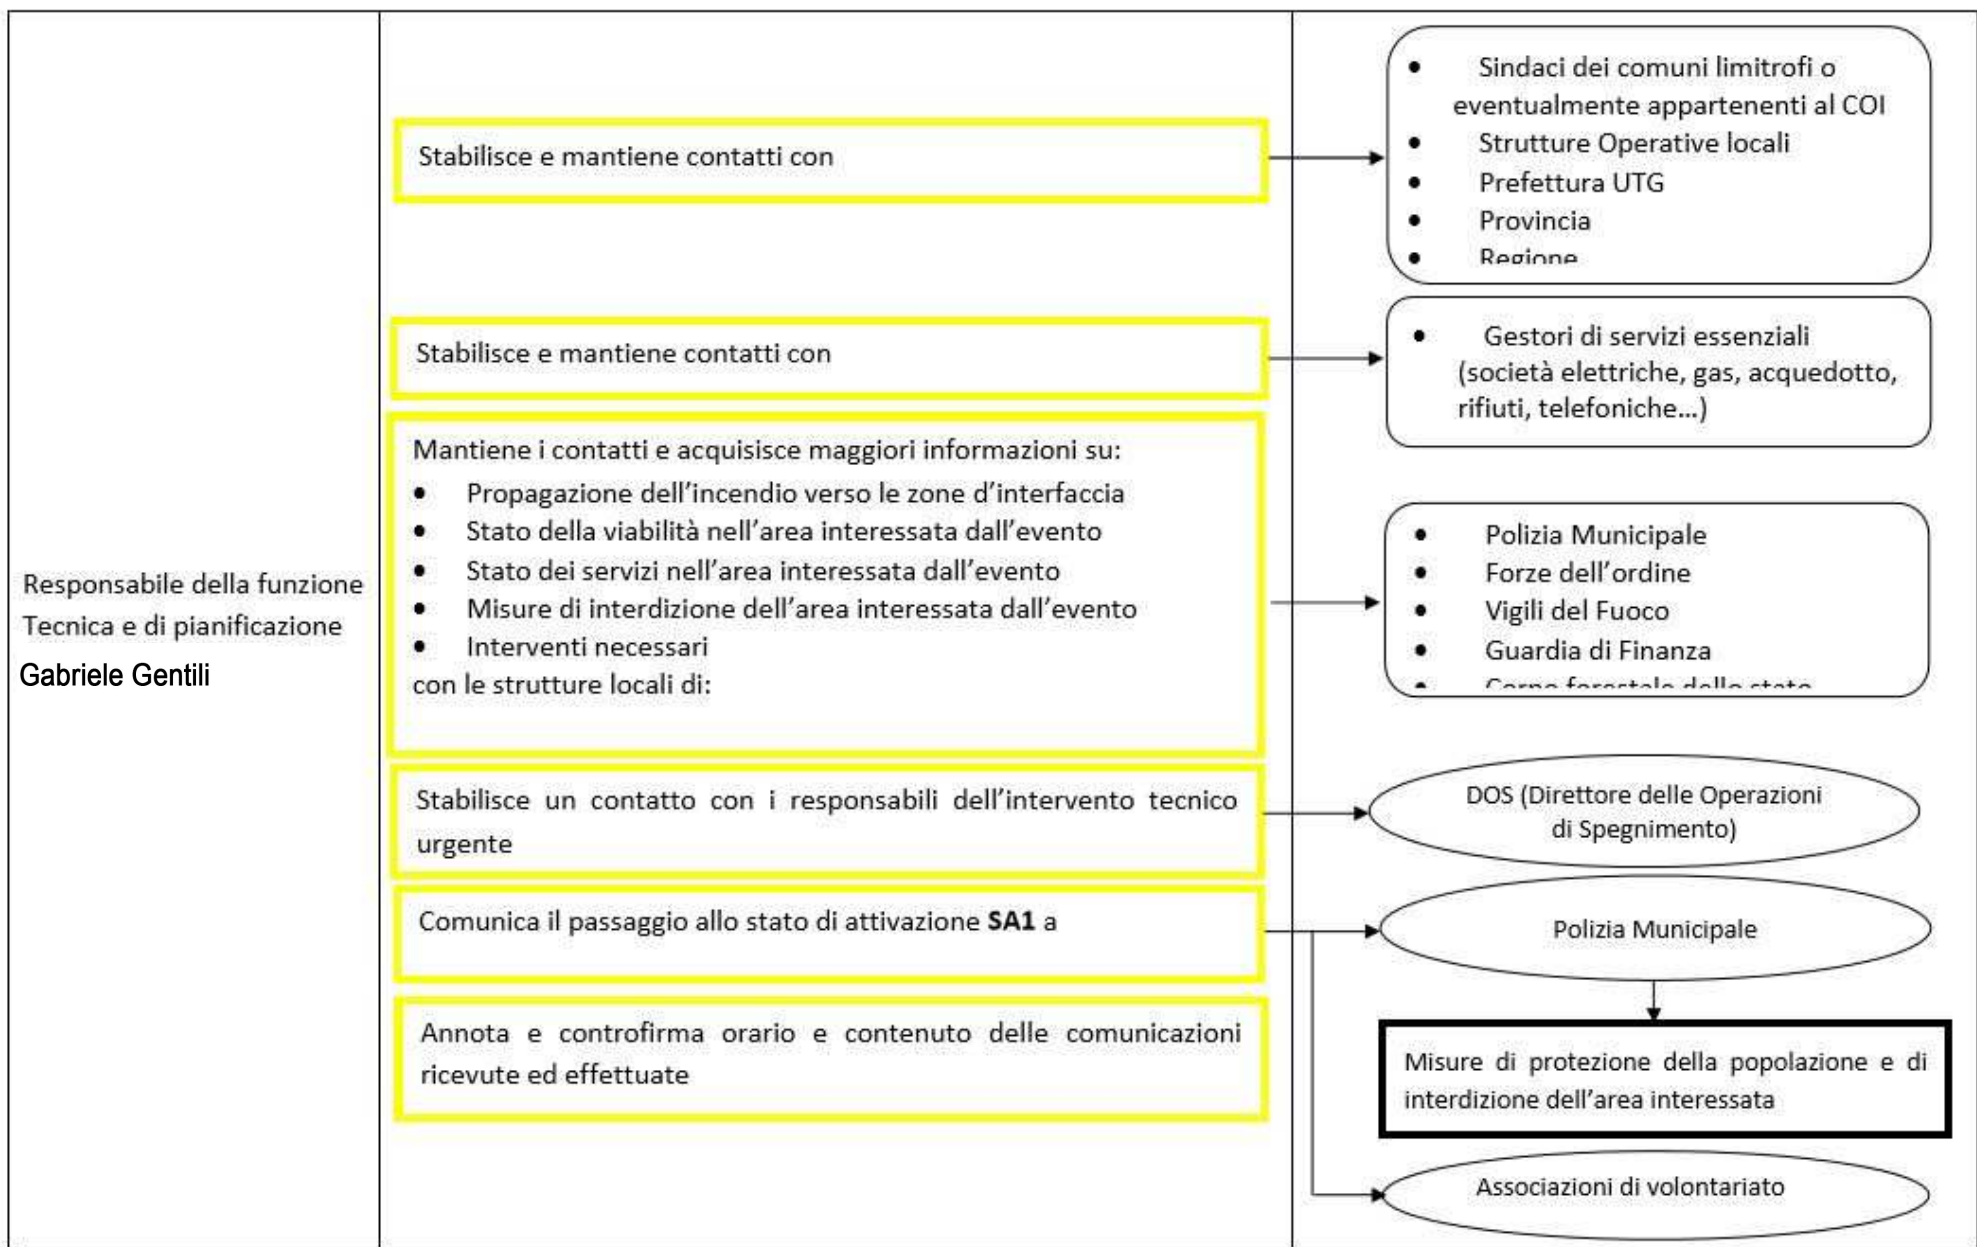 Responsabile della funzione
Tecnica e di pianificazione
Gabriele Gentili
Stabilisce e mantiene contatti con
• Sindaci dei comuni limitrofi o
eventualmente appartenenti al COI
• Strutture Operative locali
• Prefettura UTG
• Provincia
• Regione
Stabilisce e mantiene contatti con
• Gestori di servizi essenziali
(società elettriche, gas, acquedotto,
rifiuti, telefoniche...)
Mantiene i contatti e acquisisce maggiori informazioni su:
• Propagazione dell'incendio verso le zone d'interfaccia
• Stato della viabilità nell'area interessata dall'evento
• Stato dei servizi nell'area interessata dall'evento
• Misure di interdizione dell'area interessata dall'evento
• Interventi necessari
con le strutture locali di:
• Polizia Municipale
• Forze dell'ordine
• Vigili del Fuoco
• Guardia di Finanza
• Corpo forestale dello stato
Stabilisce un contatto con i responsabili dell'intervento tecnico
urgente
DOS (Direttore delle Operazioni
di Spegnimento)
Comunica il passaggio allo stato di attivazione SA1 a
Polizia Municipale
Annota e controfirma orario e contenuto delle comunicazioni
ricevute ed effettuate
Misure di protezione della popolazione e di
interdizione dell'area interessata
Associazioni di volontariato